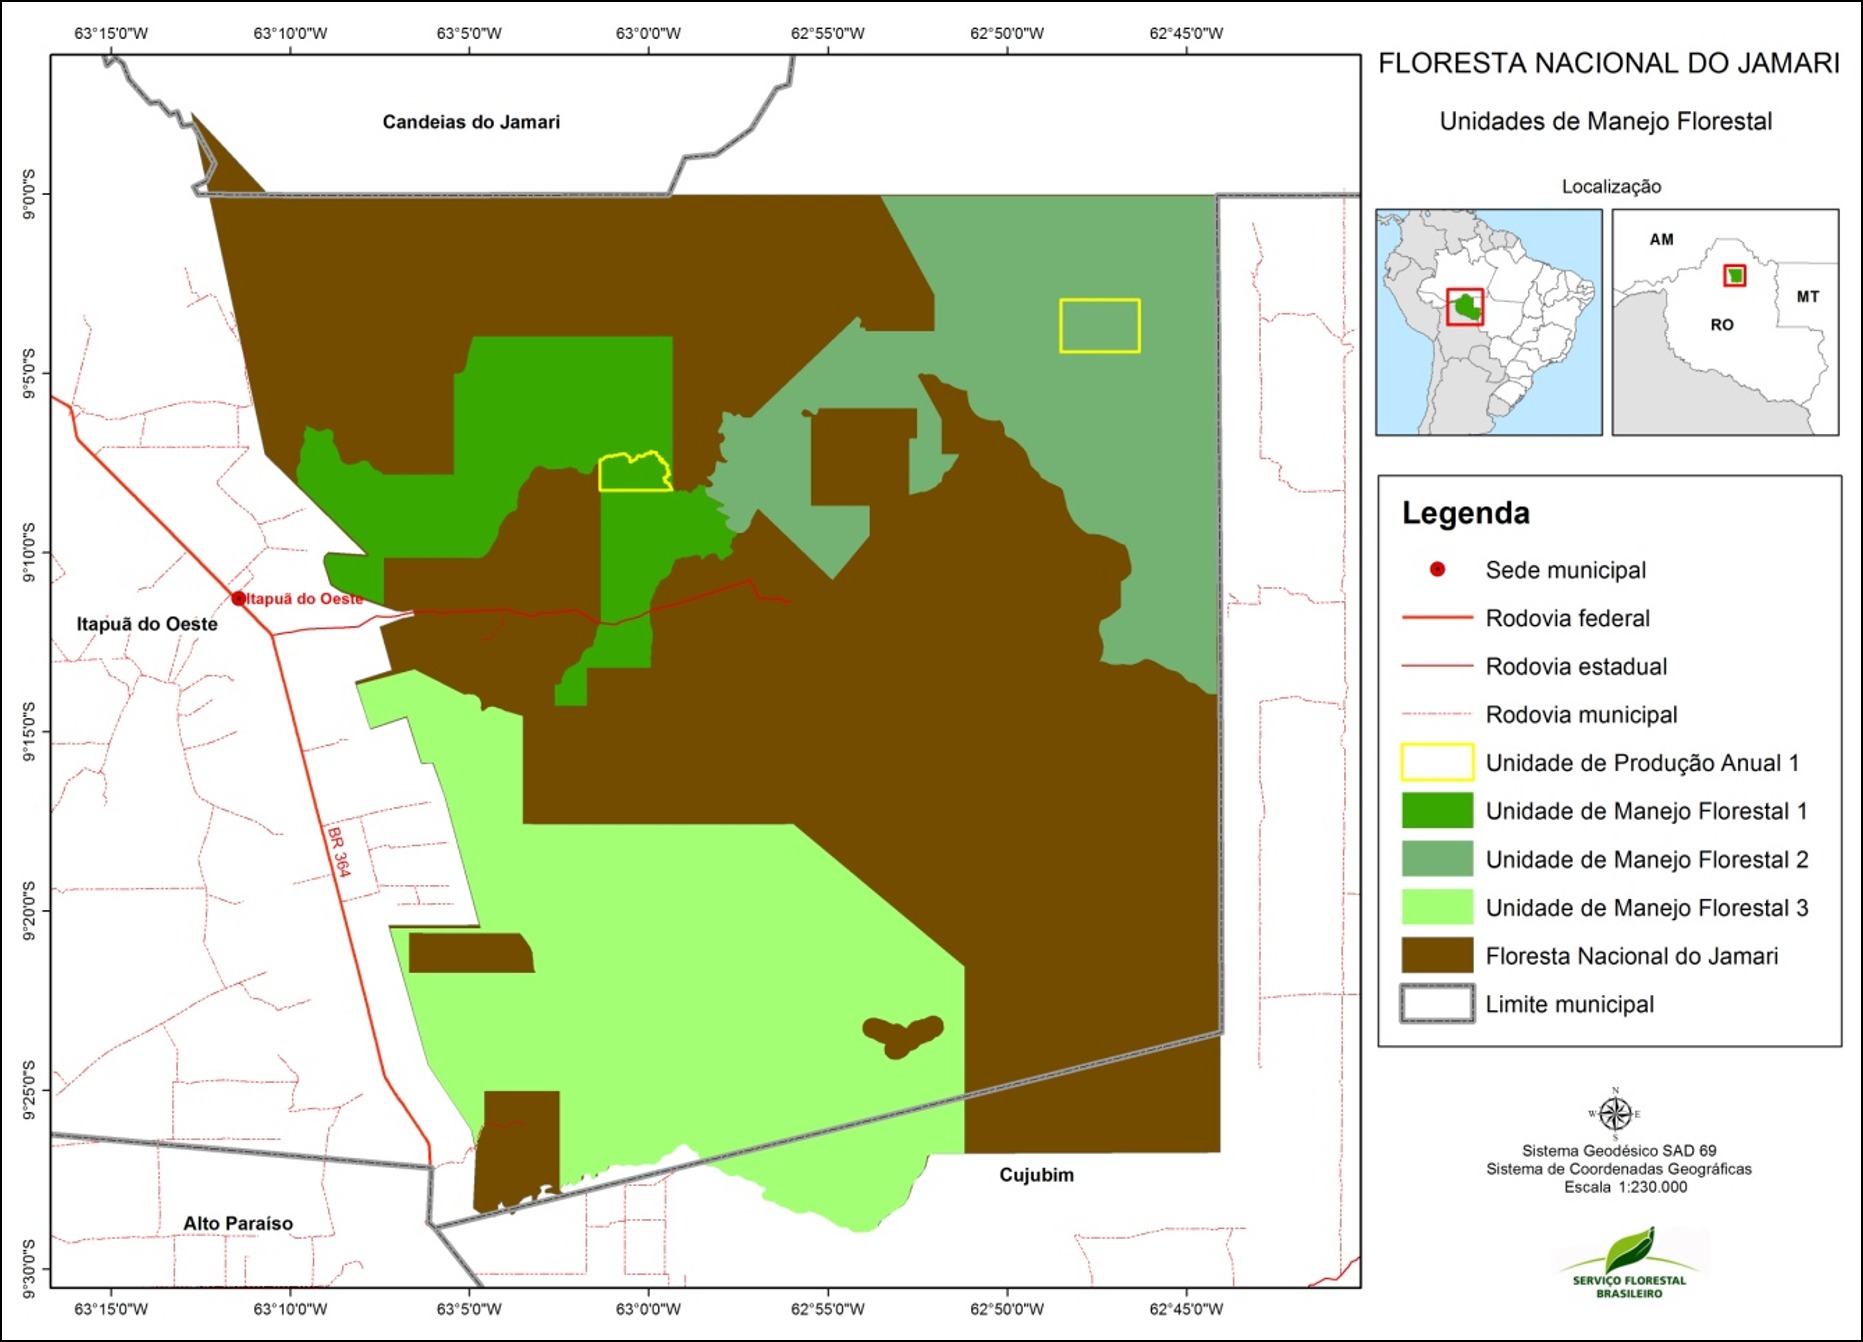 63°15'0"W 63°10'0"W 63°5'0"W 63°0'0"W 62°55'0"W 62°50'0"W 62°45'0"W
FLORESTA NACIONAL DO JAMARI
Unidades de Manejo Florestal
Localização
AM
MT
RO
Candeias do Jamari
9°0'0"S
9°5'0"S
9°10'0"S
Itapuã do Oeste
Itapuã do Oeste
9°15'0"S
BR 364
9°20'0"S
9°25'0"S
Cujubim
Alto Paraíso
9°30'0"S
63°15'0"W 63°10'0"W 63°5'0"W 63°0'0"W 62°55'0"W 62°50'0"W 62°45'0"W
Legenda
Sede municipal
Rodovia federal
Rodovia estadual
Rodovia municipal
Unidade de Produção Anual 1
Unidade de Manejo Florestal 1
Unidade de Manejo Florestal 2
Unidade de Manejo Florestal 3
Floresta Nacional do Jamari
Limite municipal
N
W E
S
Sistema Geodésico SAD 69
Sistema de Coordenadas Geográficas
Escala 1:230.000
SERVIÇO FLORESTAL
BRASILEIRO